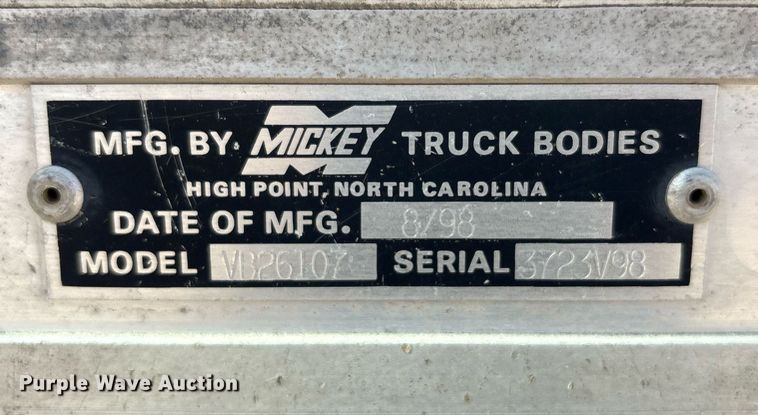 MFG. BY MICKEY TRUCK BODIES
HIGH POINT, NORTH CAROLINA
DATE OF MFG. 8/98
MODEL VB26107 SERIAL 3723V98
Purple Wave Auction